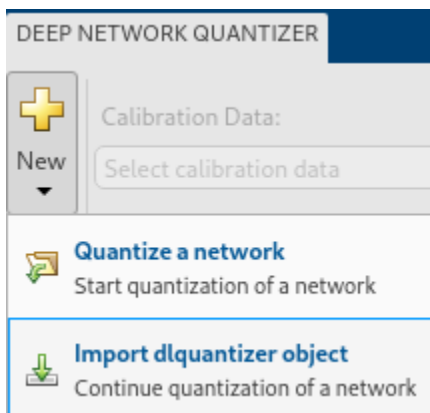 DEEP NETWORK QUANTIZER
Calibration Data:
New
Select calibration data
Quantize a network
Start quantization of a network
Import dlquantizer object
Continue quantization of a network